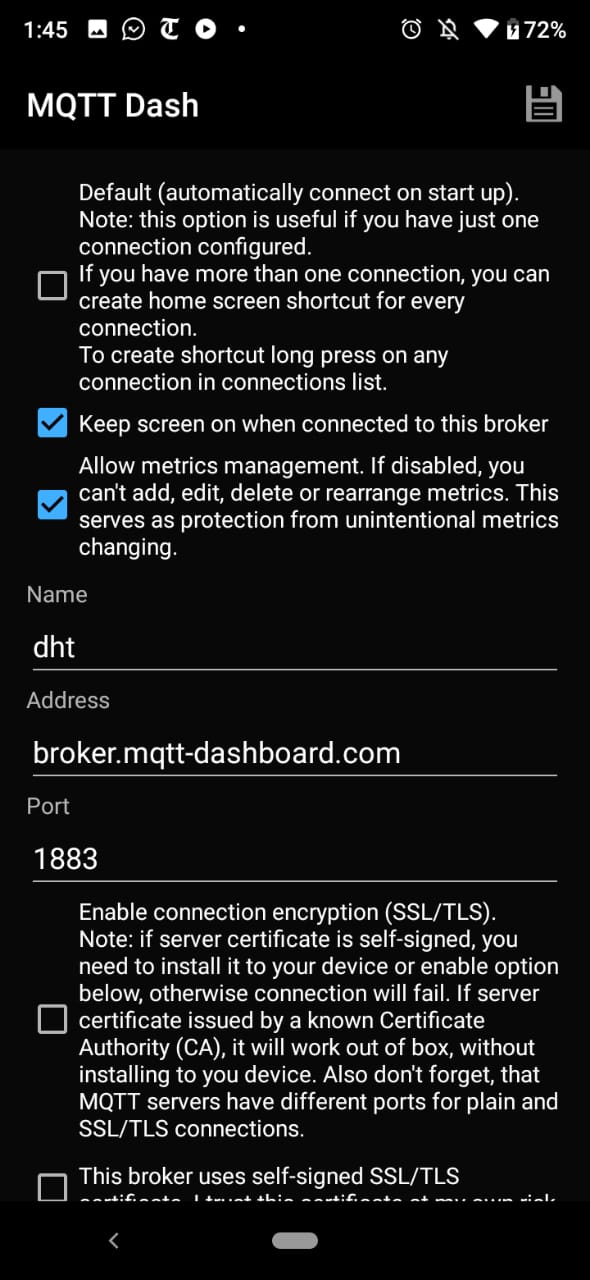 1:45
72%
MQTT Dash
Default (automatically connect on start up).
Note: this option is useful if you have just one
connection configured.
If you have more than one connection, you can
create home screen shortcut for every
connection.
To create shortcut long press on any
connection in connections list.
Keep screen on when connected to this broker
Allow metrics management. If disabled, you
can't add, edit, delete or rearrange metrics. This
serves as protection from unintentional metrics
changing.
Name
dht
Address
broker.mqtt-dashboard.com
Port
1883
Enable connection encryption (SSL/TLS).
Note: if server certificate is self-signed, you
need to install it to your device or enable option
below, otherwise connection will fail. If server
certificate issued by a known Certificate
Authority (CA), it will work out of box, without
installing to you device. Also don't forget, that
MQTT servers have different ports for plain and
SSL/TLS connections.
This broker uses self-signed SSL/TLS
certificate. I trust this certificate at my own risk